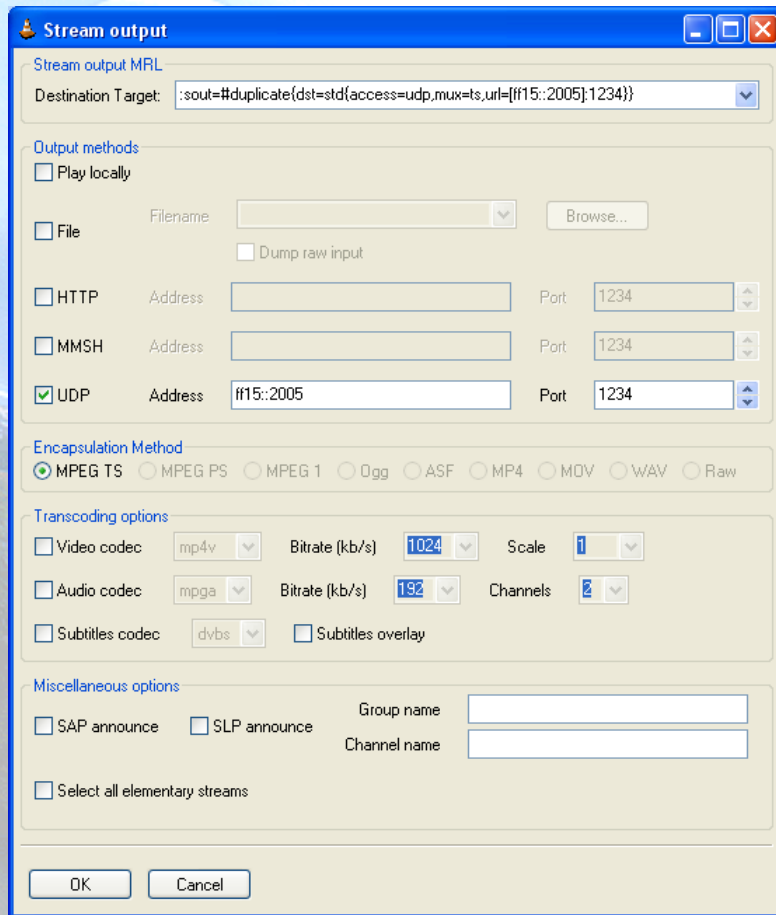 Stream output
Stream output MRL
Destination Target: :sout=#duplicate{dst=std{access=udp,mux=ts,url=[ff15::2005]:1234}}
Output methods
Play locally
File Filename Browse...
Dump raw input
HTTP Address Port 1234
MMSH Address Port 1234
UDP Address ff15::2005 Port 1234
Encapsulation Method
MPEG TS MPEG PS MPEG 1 Ogg ASF MP4 MOV WAV Raw
Transcoding options
Video codec mp4v Bitrate (kb/s) 1024 Scale 1
Audio codec mpga Bitrate (kb/s) 192 Channels 2
Subtitles codec dvbs Subtitles overlay
Miscellaneous options
SAP announce SLP announce Group name
Channel name
Select all elementary streams
OK Cancel